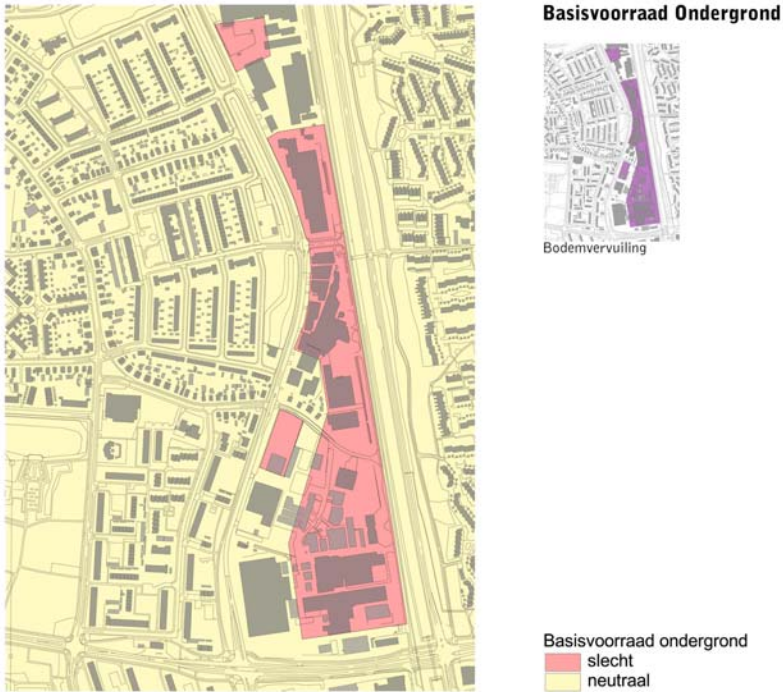 Basisvoorraad Ondergrond
Bodemvervuiling
Basisvoorraad ondergrond
slecht
neutraal